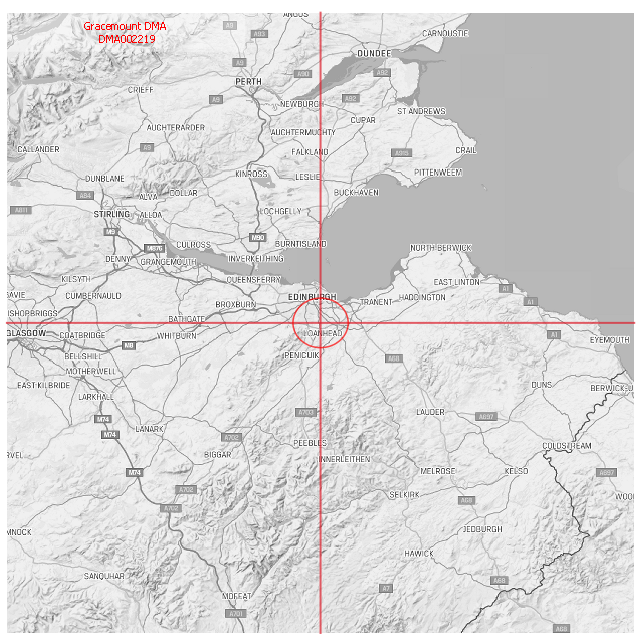 ANGUS
CARNOUSTIE
Gracemount DMA
DMA002219
A9
A93
DUNDEE
A9
PERTH
A90
A92
CRIEFF
A9
NEWBURGH
A92
ST ANDREWS
CUPAR
AUCHTERARDER
AUCHTERMUCHTY
CALLANDER
A9
FALKLAND
A915
CRAIL
DUNBLANE
KINROSS
LESLIE
PITTENWEEM
A84
ALVA
DOLLAR
BUCKHAVEN
A811
STIRLING
ALLOA
LOCHGELLY
M9
M90
M876
CULROSS
BURNTISLAND
NORTH BERWICK
DENNY
GRANGEMOUTH
INVERKEITHING
KILSYTH
QUEENSFERRY
EAST LINTON
A1
SAVIE
CUMBERNAULD
BROXBURN
EDINBURGH
TRANENT
HADDINGTON
A1
ISHOPBRIGGS
BATHGATE
GLASGOW
COATBRIDGE
WHITBURN
LOANHEAD
A1
EYEMOUTH
M8
BELLSHILL
PENICUIK
A68
MOTHERWELL
EAST KILBRIDE
DUNS
BERWICK-U
LARKHALL
M74
A703
LAUDER
A697
M74
LANARK
A702
PEEBLES
COLDSTREAM
RVEL
BIGGAR
INNERLEITHEN
M74
MELROSE
KELSO
A697
A702
SELKIRK
A68
WOO
A702
MNOCK
JEDBURGH
HAWICK
SANQUHAR
A68
A7
MOFFAT
A701
A68